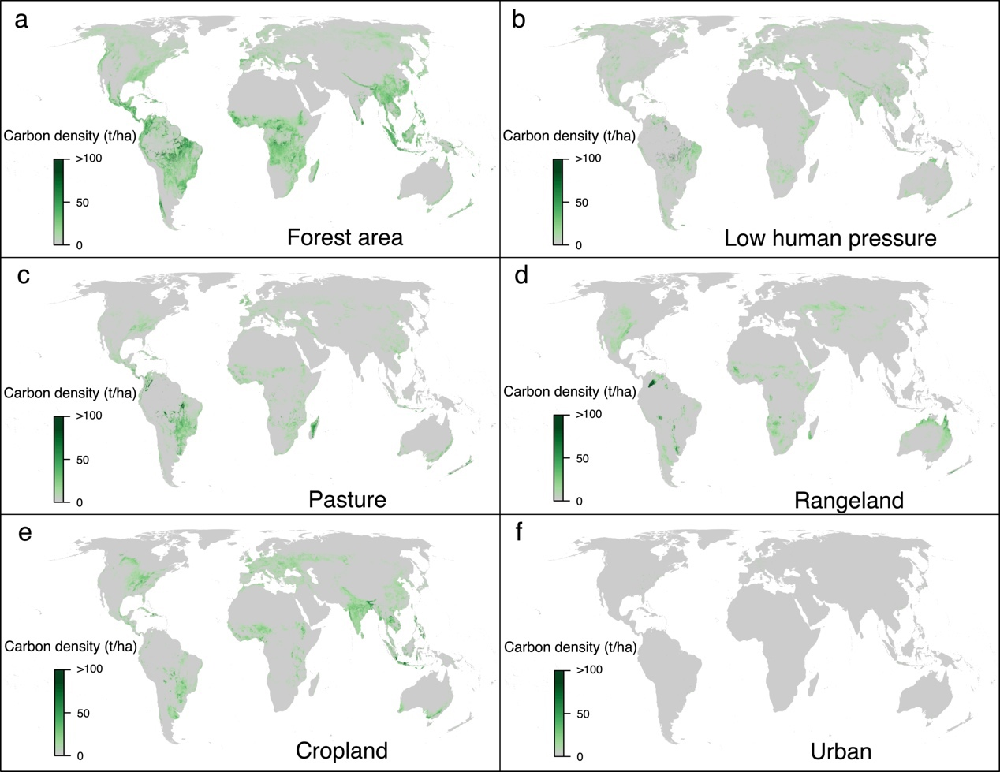 a
Carbon density (t/ha)
>100
50
0
Forest area
b
Carbon density (t/ha)
>100
50
0
Low human pressure
c
Carbon density (t/ha)
>100
50
0
Pasture
d
Carbon density (t/ha)
>100
50
0
Rangeland
e
Carbon density (t/ha)
>100
50
0
Cropland
f
Carbon density (t/ha)
>100
50
0
Urban